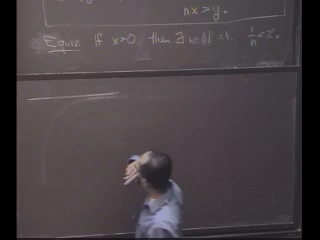 nx > y.
Equiv: If x>0 then ∃ n∈ℕ s.t. 1/n < x.